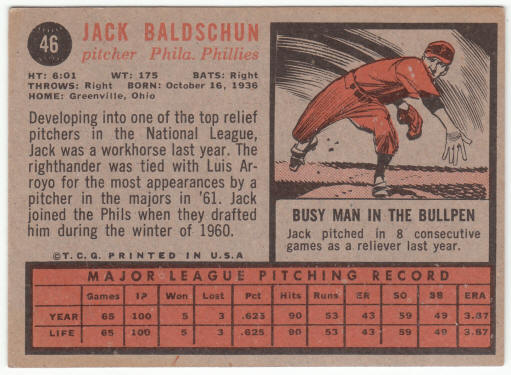 46
JACK BALDSCHUN
pitcher Phila. Phillies
HT: 6:01 WT: 175 BATS: Right
THROWS: Right BORN: October 16, 1936
HOME: Greenville, Ohio
Developing into one of the top relief
pitchers in the National League,
Jack was a workhorse last year. The
righthander was tied with Luis Ar-
royo for the most appearances by a
pitcher in the majors in '61. Jack
joined the Phils when they drafted
him during the winter of 1960.
©T.C.G. PRINTED IN U.S.A
BUSY MAN IN THE BULLPEN
Jack pitched in 8 consecutive
games as a reliever last year.
MAJOR LEAGUE PITCHING RECORD
Games IP Won Lost Pct Hits Runs ER SO BB ERA
YEAR 65 100 5 3 .625 90 53 43 59 49 3.87
LIFE 65 100 5 3 .625 90 53 43 59 49 3.87